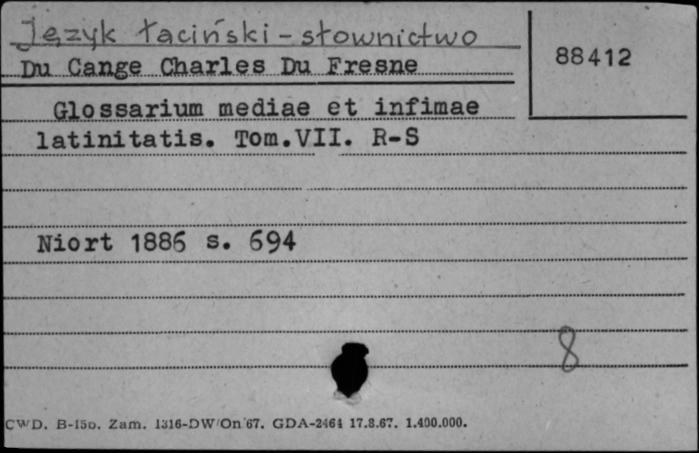 Język łaciński - słownictwo
88412
Du Cange Charles Du Fresne
Glossarium mediae et infimae
latinitatis. Tom.VII. R-S
Niort 1886 s. 694
8
CWD. B-15b. Zam. 1316-DW/On/67. GDA-2464 17.8.67. 1.400.000.